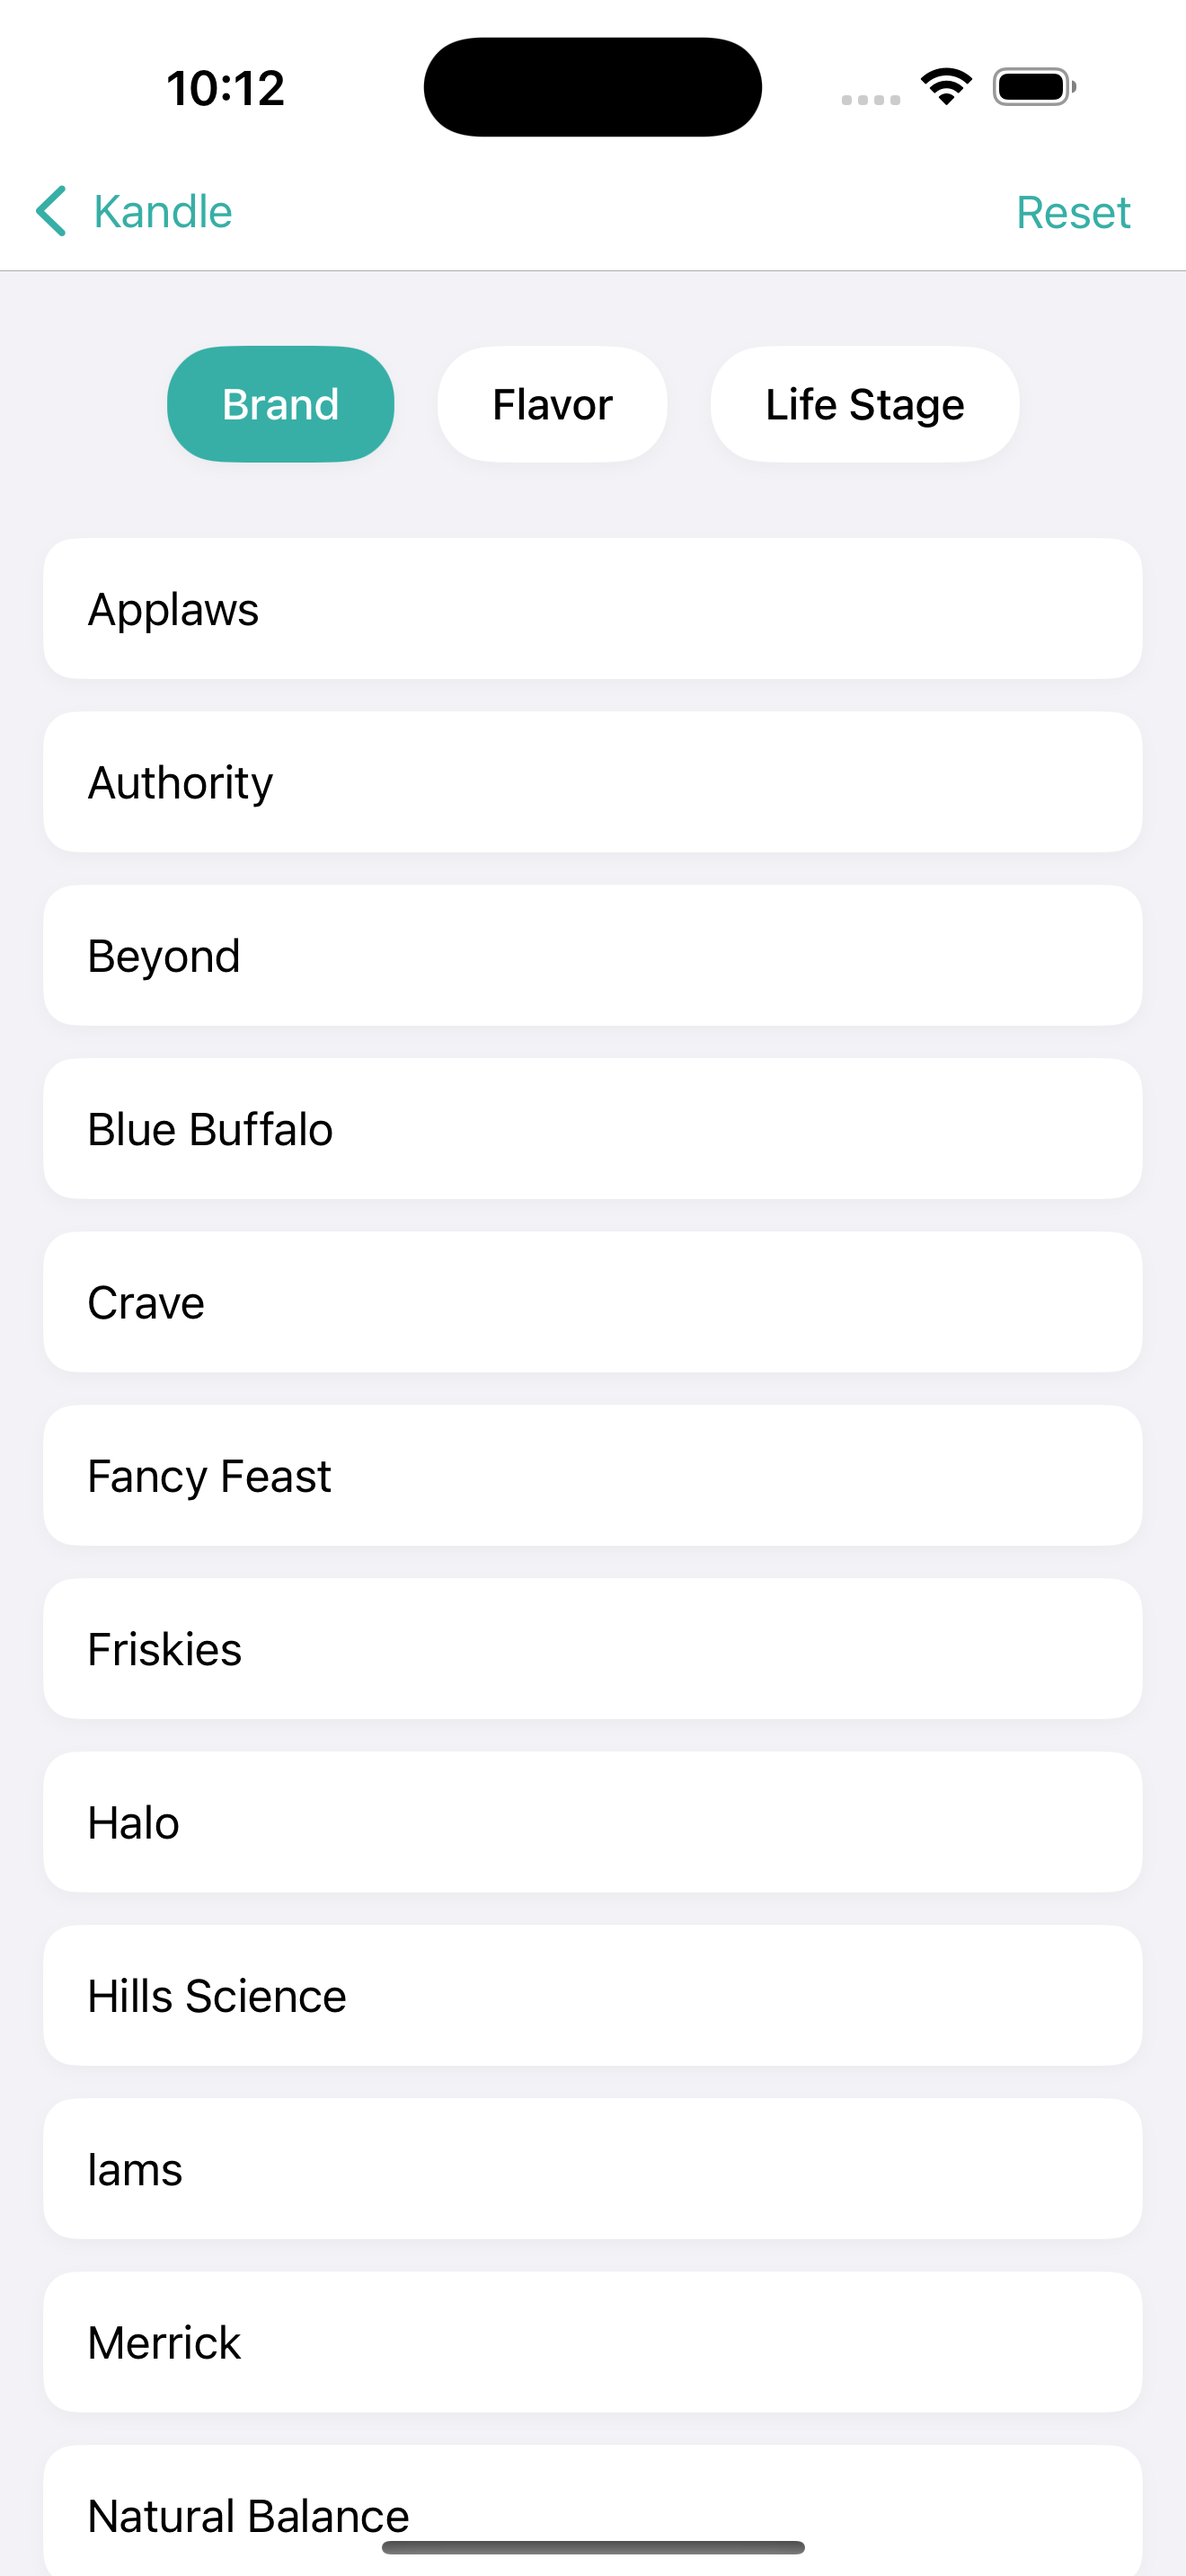 10:12
Kandle
Reset
Brand Flavor Life Stage
Applaws
Authority
Beyond
Blue Buffalo
Crave
Fancy Feast
Friskies
Halo
Hills Science
Iams
Merrick
Natural Balance